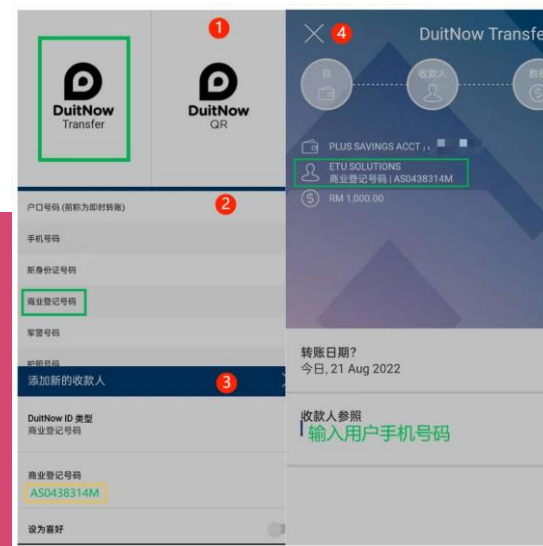 1
DuitNow
Transfer
DuitNow
QR
2
户口号码 (前称为即时转账)
手机号码
新身份证号码
商业登记号码
军警号码
护照号码
添加新的收款人
3
DuitNow ID 类型
商业登记号码
商业登记号码
AS0438314M
设为喜好
4
DuitNow Transfe
自
收款人
PLUS SAVINGS ACCT
ETU SOLUTIONS
商业登记号码 | AS0438314M
RM 1,000.00
转账日期?
今日, 21 Aug 2022
收款人参照
输入用户手机号码